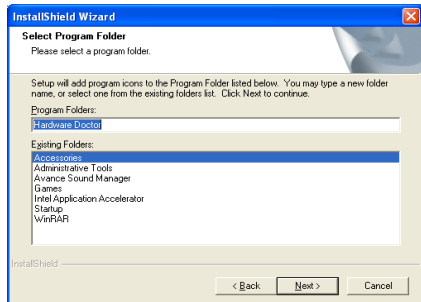 InstallShield Wizard
Select Program Folder
Please select a program folder.
Setup will add program icons to the Program Folder listed below. You may type a new folder
name, or select one from the existing folders list. Click Next to continue.
Program Folders:
Hardware Doctor
Existing Folders:
Accessories
Administrative Tools
Avance Sound Manager
Games
Intel Application Accelerator
Startup
WinRAR
InstallShield
< Back Next > Cancel